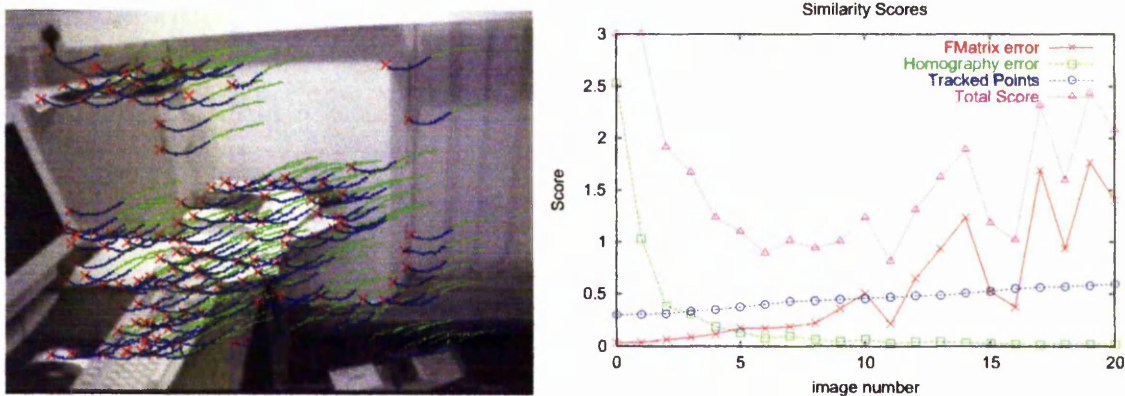 Similarity Scores
FMatrix error
Homography error
Tracked Points
Total Score
3
2.5
2
1.5
1
0.5
0
Score
0 5 10 15 20
image number